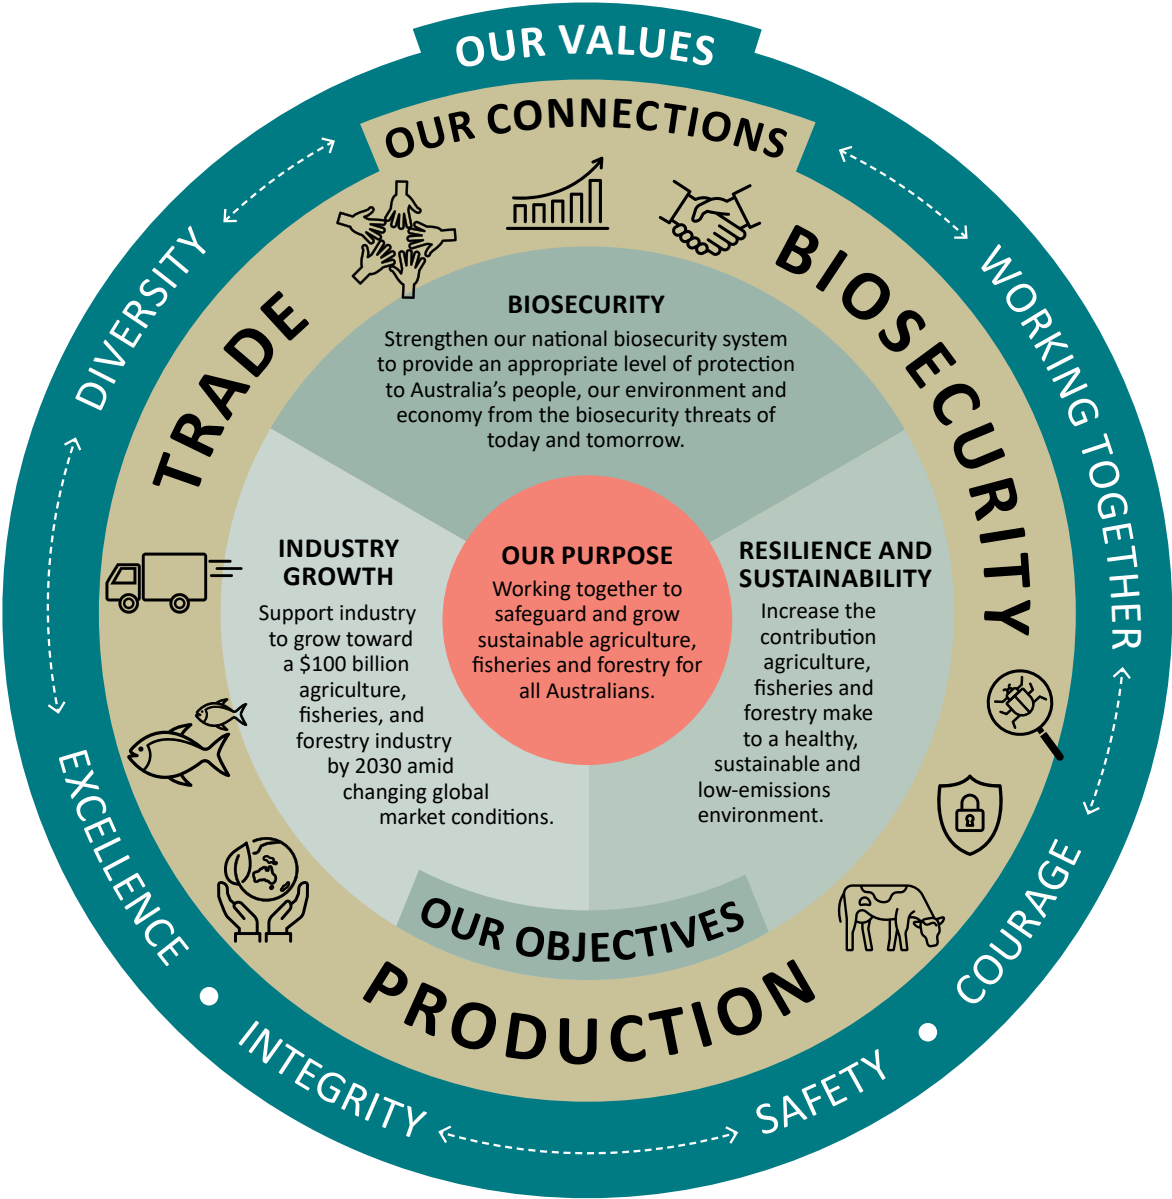 OUR VALUES
OUR CONNECTIONS
DIVERSITY
WORKING TOGETHER
TRADE
BIOSECURITY
BIOSECURITY
Strengthen our national biosecurity system
to provide an appropriate level of protection
to Australia’s people, our environment and
economy from the biosecurity threats of
today and tomorrow.
INDUSTRY
GROWTH
Support industry
to grow toward
a $100 billion
agriculture,
fisheries, and
forestry industry
by 2030 amid
changing global
market conditions.
OUR PURPOSE
Working together to
safeguard and grow
sustainable agriculture,
fisheries and forestry for
all Australians.
RESILIENCE AND
SUSTAINABILITY
Increase the
contribution
agriculture,
fisheries and
forestry make
to a healthy,
sustainable and
low-emissions
environment.
OUR OBJECTIVES
PRODUCTION
EXCELLENCE
INTEGRITY
SAFETY
COURAGE